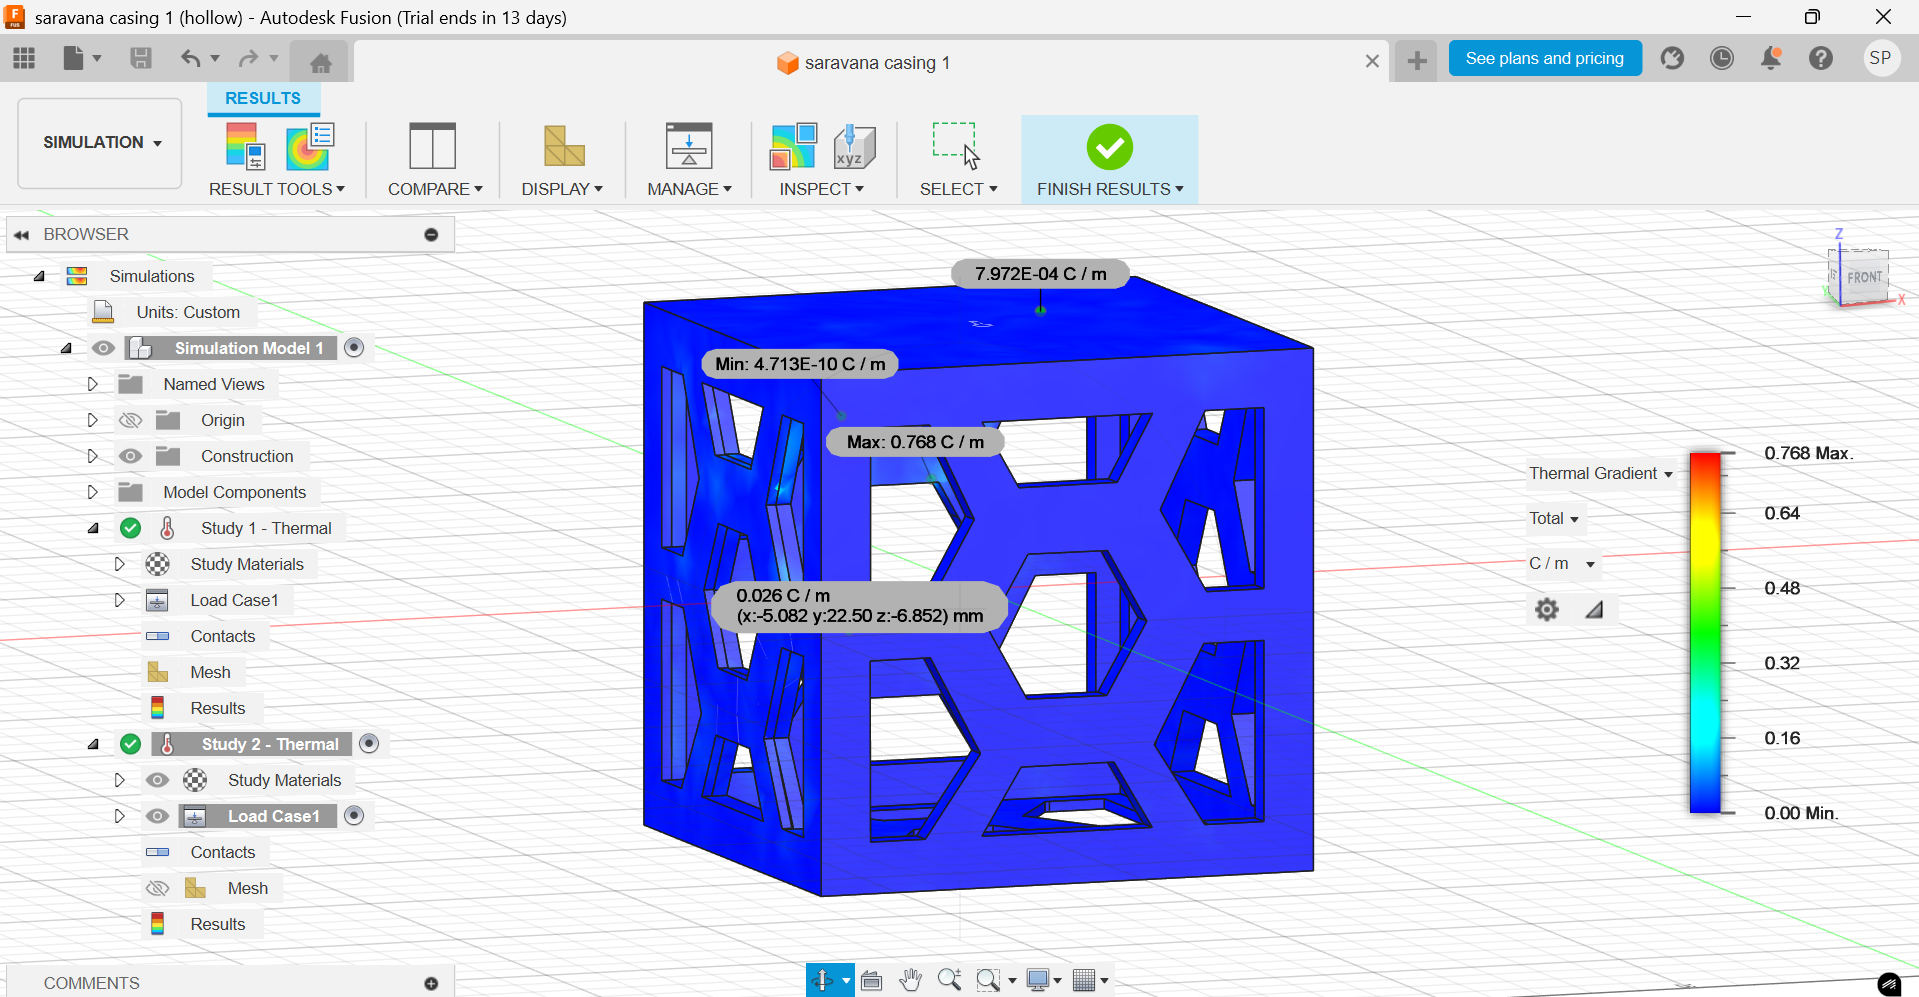 saravana casing 1 (hollow) - Autodesk Fusion (Trial ends in 13 days)
saravana casing 1
See plans and pricing
SP
SIMULATION
RESULTS
RESULT TOOLS
COMPARE
DISPLAY
MANAGE
INSPECT
SELECT
FINISH RESULTS
BROWSER
Simulations
Units: Custom
Simulation Model 1
Named Views
Origin
Construction
Model Components
Study 1 - Thermal
Study Materials
Load Case1
Contacts
Mesh
Results
Study 2 - Thermal
Study Materials
Load Case1
Contacts
Mesh
Results
COMMENTS
7.972E-04 C / m
Min: 4.713E-10 C / m
Max: 0.768 C / m
0.026 C / m
(x:-5.082 y:22.50 z:-6.852) mm
Z
FRONT
Y
X
Thermal Gradient
Total
C / m
0.768 Max.
0.64
0.48
0.32
0.16
0.00 Min.